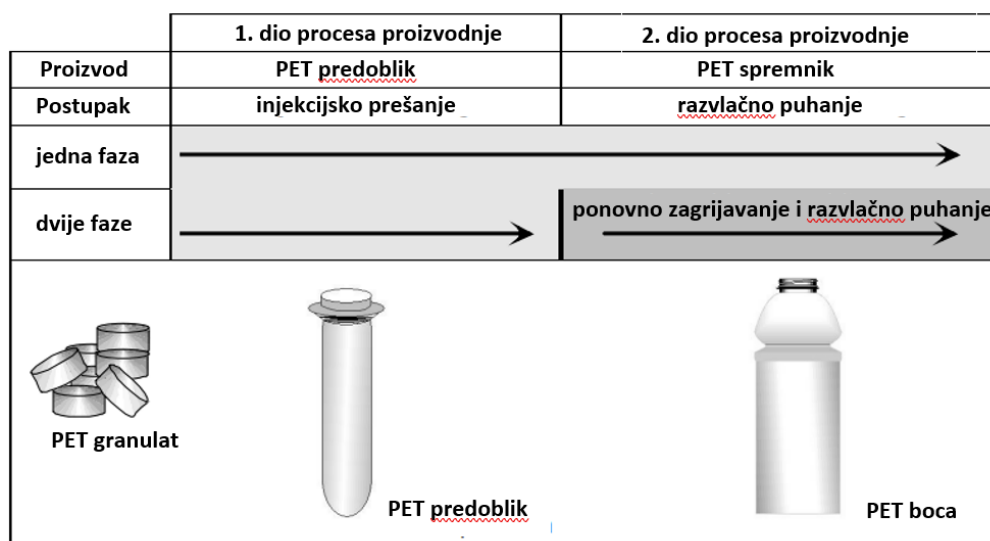 1. dio procesa proizvodnje 2. dio procesa proizvodnje
Proizvod PET predoblik PET spremnik
Postupak injekcijsko prešanje razvlačno puhanje
jedna faza
dvije faze ponovno zagrijavanje i razvlačno puhanje
PET granulat
PET predoblik
PET boca